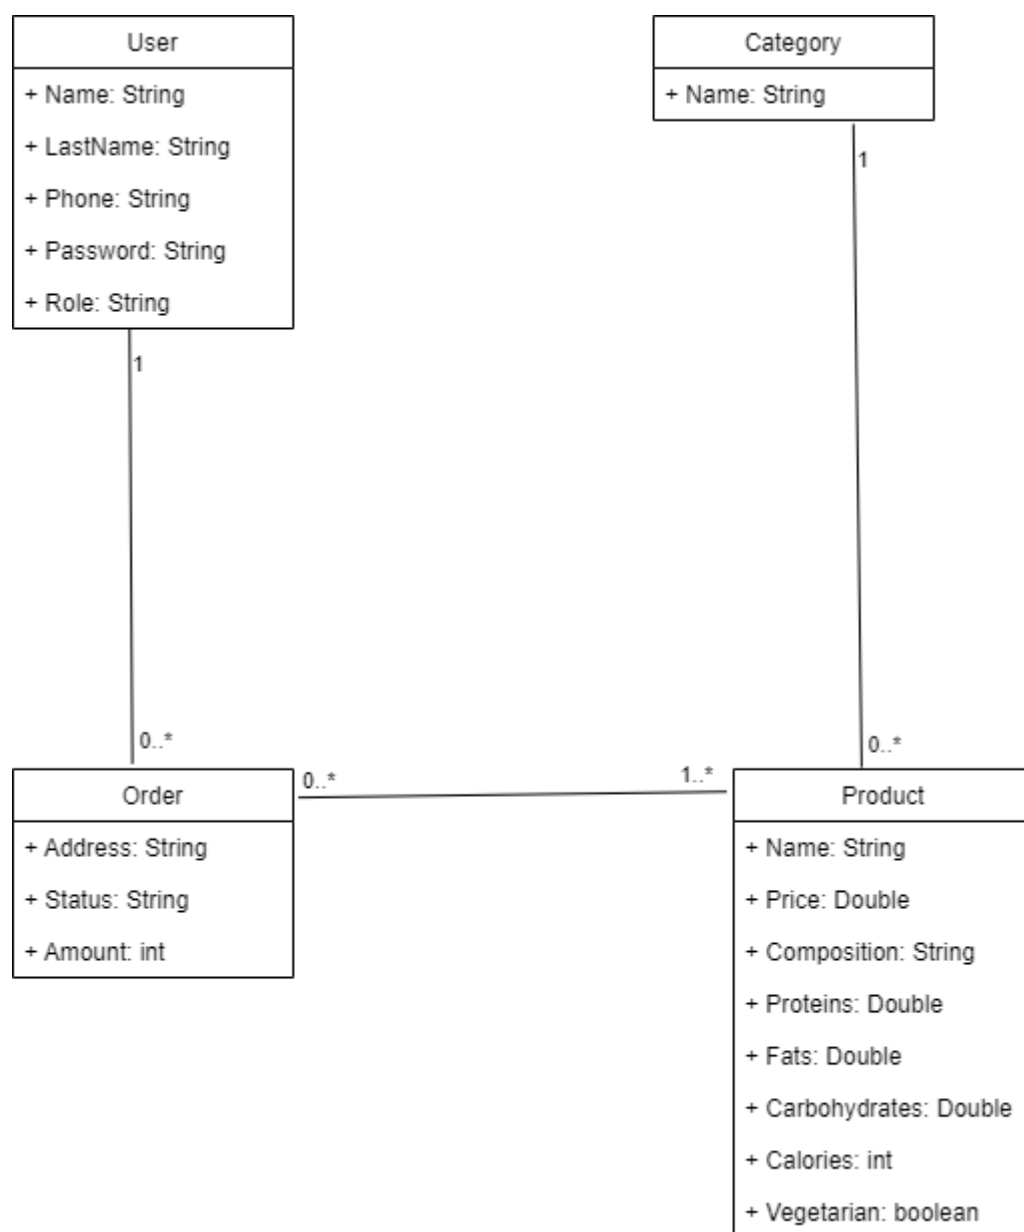 User
+ Name: String
+ LastName: String
+ Phone: String
+ Password: String
+ Role: String
Category
+ Name: String
1
1
0..*
0..*
0..*
1..*
Order
+ Address: String
+ Status: String
+ Amount: int
Product
+ Name: String
+ Price: Double
+ Composition: String
+ Proteins: Double
+ Fats: Double
+ Carbohydrates: Double
+ Calories: int
+ Vegetarian: boolean